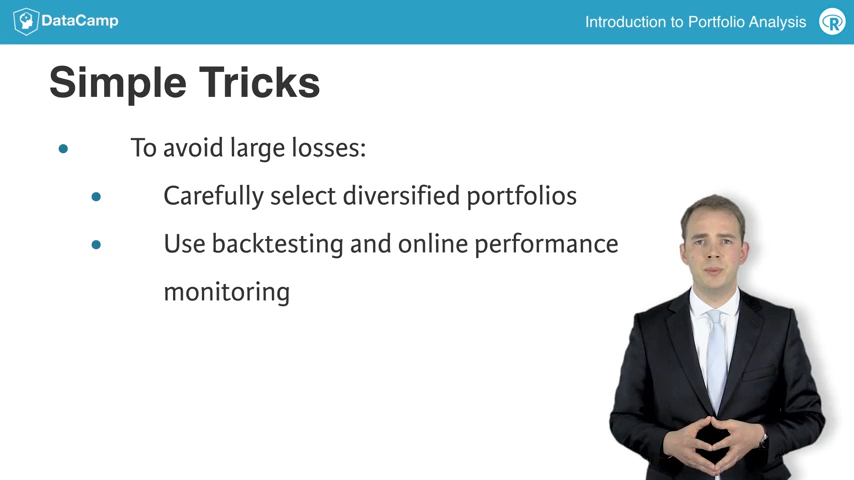 DataCamp
Introduction to Portfolio Analysis
R
Simple Tricks
• To avoid large losses:
• Carefully select diversified portfolios
• Use backtesting and online performance
monitoring